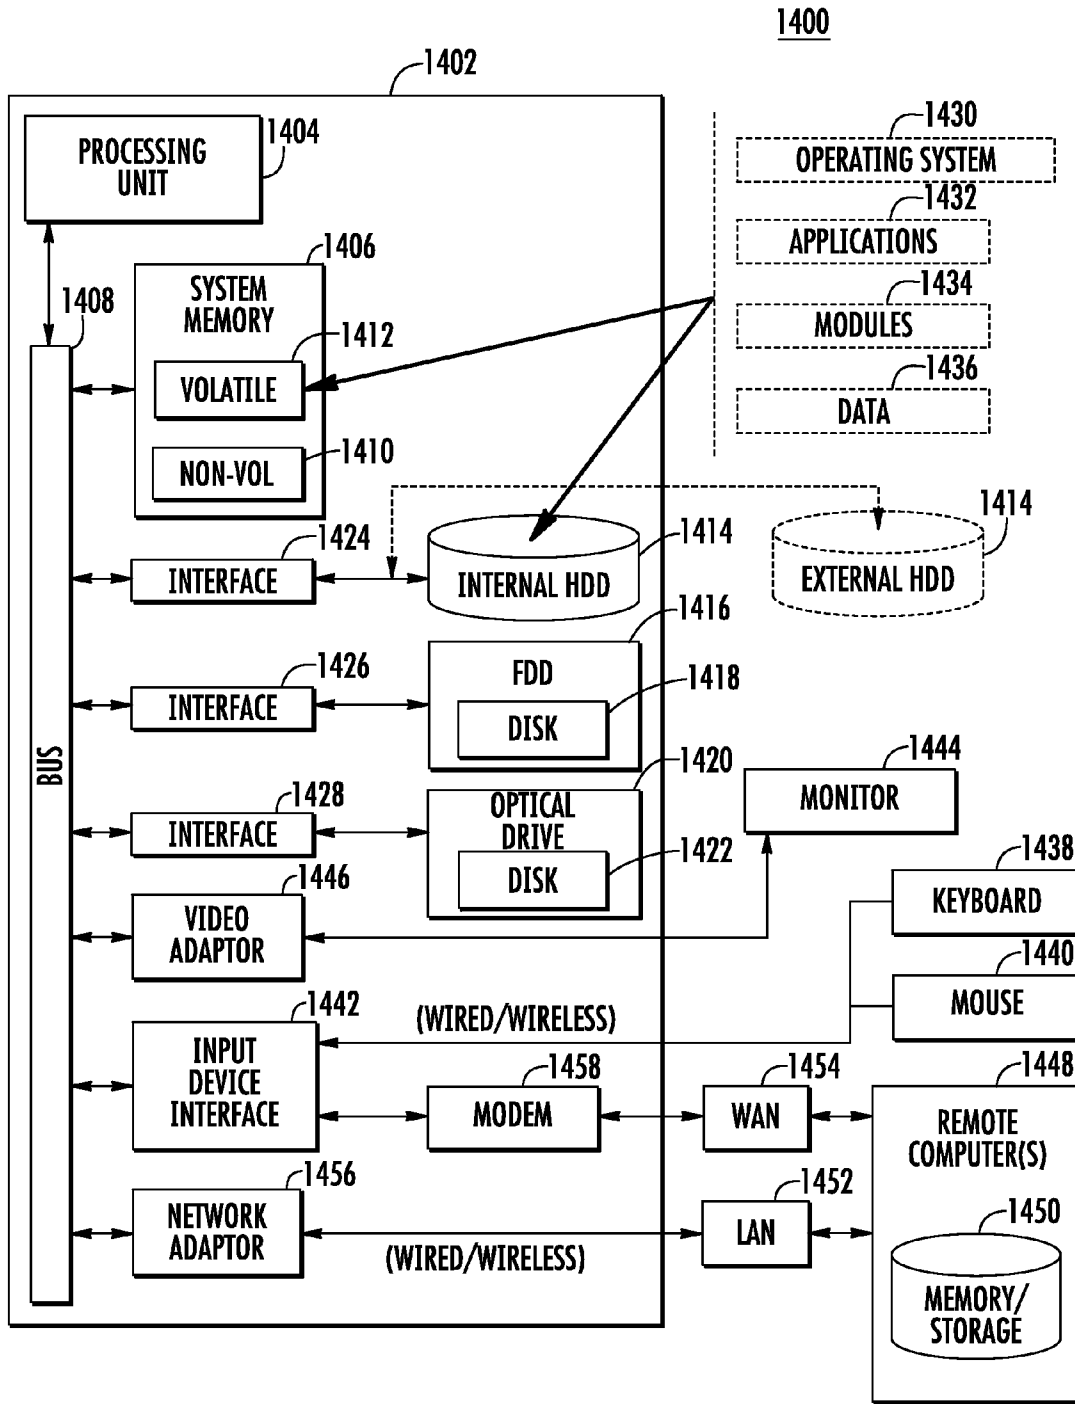 1400
1402
PROCESSING
UNIT
1404
1430
OPERATING SYSTEM
1432
APPLICATIONS
1434
MODULES
1436
DATA
1406
SYSTEM
MEMORY
1408
1412
VOLATILE
1410
NON-VOL
1424
INTERFACE
1414
INTERNAL HDD
1414
EXTERNAL HDD
1416
FDD
1418
DISK
1426
INTERFACE
BUS
1420
OPTICAL
DRIVE
1422
DISK
1428
INTERFACE
1444
MONITOR
1446
VIDEO
ADAPTOR
1438
KEYBOARD
1440
MOUSE
1442
INPUT
DEVICE
INTERFACE
(WIRED/WIRELESS)
1458
MODEM
1454
WAN
1448
REMOTE
COMPUTER(S)
1456
NETWORK
ADAPTOR
(WIRED/WIRELESS)
1452
LAN
1450
MEMORY/
STORAGE